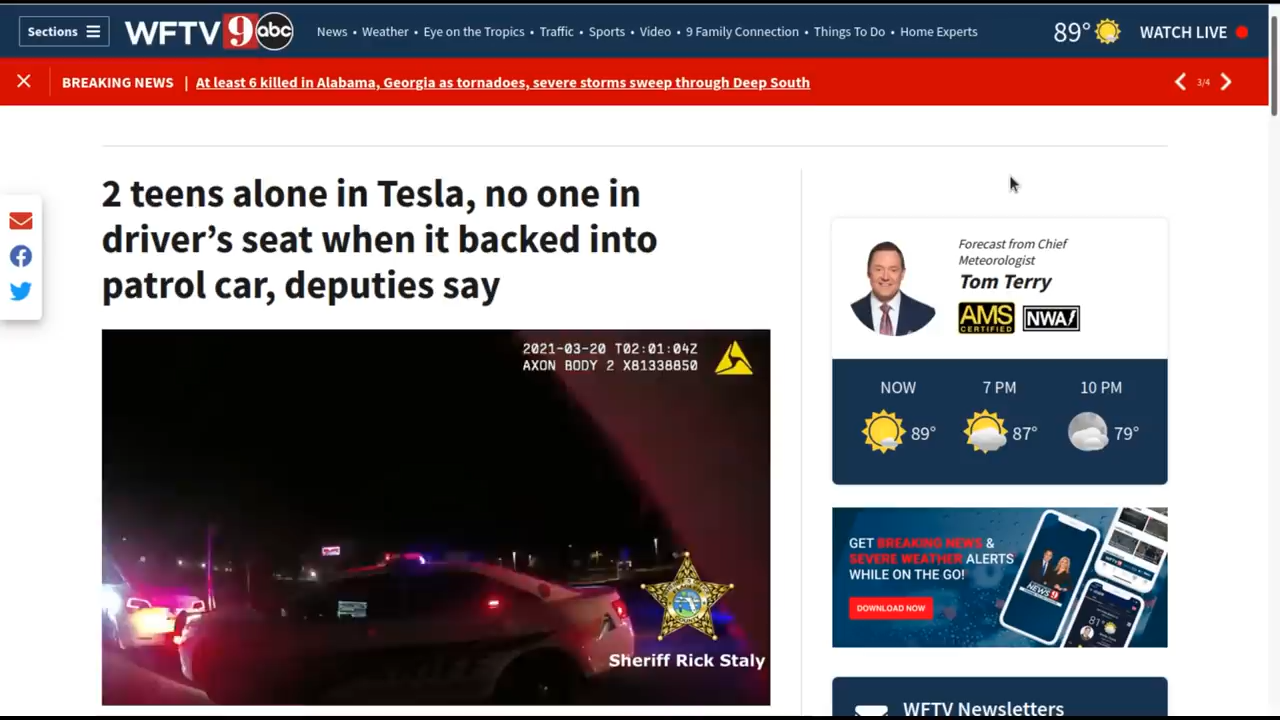 Sections
WFTV 9 abc
News • Weather • Eye on the Tropics • Traffic • Sports • Video • 9 Family Connection • Things To Do • Home Experts
89°
WATCH LIVE
BREAKING NEWS | At least 6 killed in Alabama, Georgia as tornadoes, severe storms sweep through Deep South
3/4
2 teens alone in Tesla, no one in
driver’s seat when it backed into
patrol car, deputies say
2021-03-20 T02:01:04Z
AXON BODY 2 X81338850
Sheriff Rick Staly
Forecast from Chief
Meteorologist
Tom Terry
AMS
CERTIFIED
NWA
NOW
7 PM
10 PM
89°
87°
79°
GET BREAKING NEWS &
SEVERE WEATHER ALERTS
WHILE ON THE GO!
DOWNLOAD NOW
WFTV Newsletters